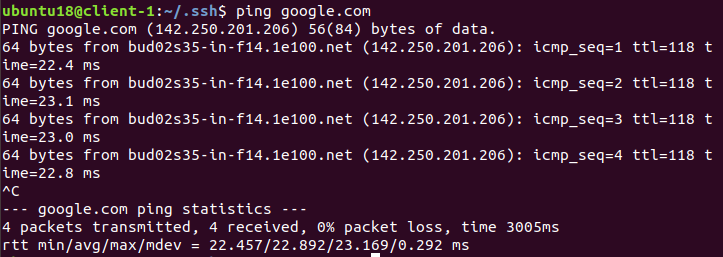 ubuntu18@client-1:~/.ssh$ ping google.com
PING google.com (142.250.201.206) 56(84) bytes of data.
64 bytes from bud02s35-in-f14.1e100.net (142.250.201.206): icmp_seq=1 ttl=118 t
ime=22.4 ms
64 bytes from bud02s35-in-f14.1e100.net (142.250.201.206): icmp_seq=2 ttl=118 t
ime=23.1 ms
64 bytes from bud02s35-in-f14.1e100.net (142.250.201.206): icmp_seq=3 ttl=118 t
ime=23.0 ms
64 bytes from bud02s35-in-f14.1e100.net (142.250.201.206): icmp_seq=4 ttl=118 t
ime=22.8 ms
^C
--- google.com ping statistics ---
4 packets transmitted, 4 received, 0% packet loss, time 3005ms
rtt min/avg/max/mdev = 22.457/22.892/23.169/0.292 ms